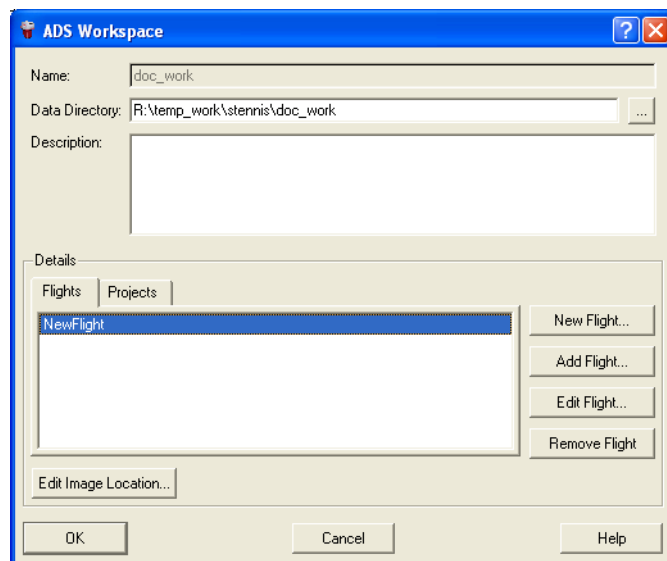 ADS Workspace
Name: doc_work
Data Directory: R:\temp_work\stennis\doc_work ...
Description:
Details
Flights Projects
NewFlight
New Flight...
Add Flight...
Edit Flight...
Remove Flight
Edit Image Location...
OK Cancel Help